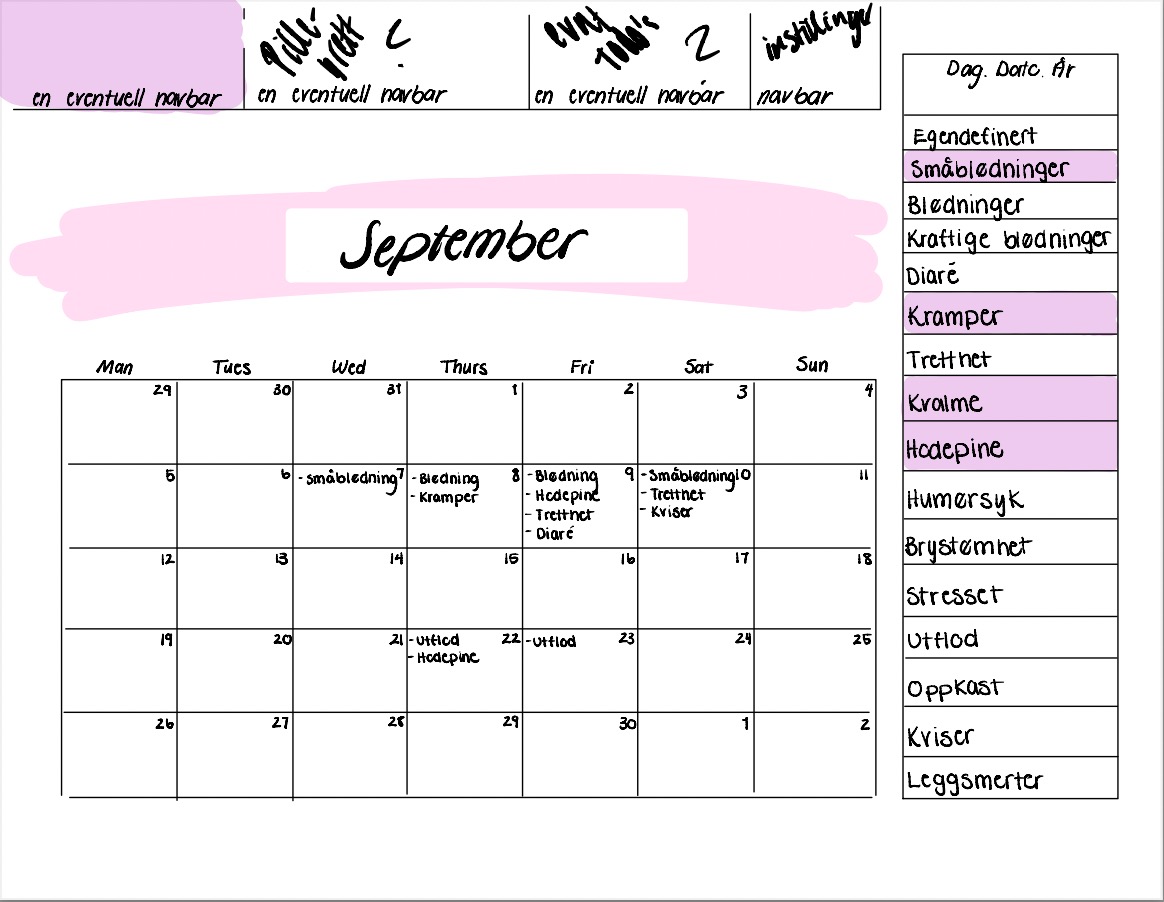 Pille-
brett ?
evnt
todo's ?
instillinger
en eventuell navbar
en eventuell navbar
en eventuell navbar
navbar
September
Man Tues Wed Thurs Fri Sat Sun
29 30 31 1 2 3 4
5 6 7 8 9 10 11
- småblødning
- Blødning
- Kramper
- Blødning
- Hodepine
- Tretthet
- Diaré
- Småblødning
- Tretthet
- Kviser
12 13 14 15 16 17 18
19 20 21 22 23 24 25
- Utflod
- Hodepine
- Utflod
26 27 28 29 30 1 2
Dag. Dato. År
Egendefinert
Småblødninger
Blødninger
Kraftige blødninger
Diaré
Kramper
Tretthet
Kvalme
Hodepine
Humørsyk
Brystømhet
Stresset
Utflod
Oppkast
Kviser
Leggsmerter